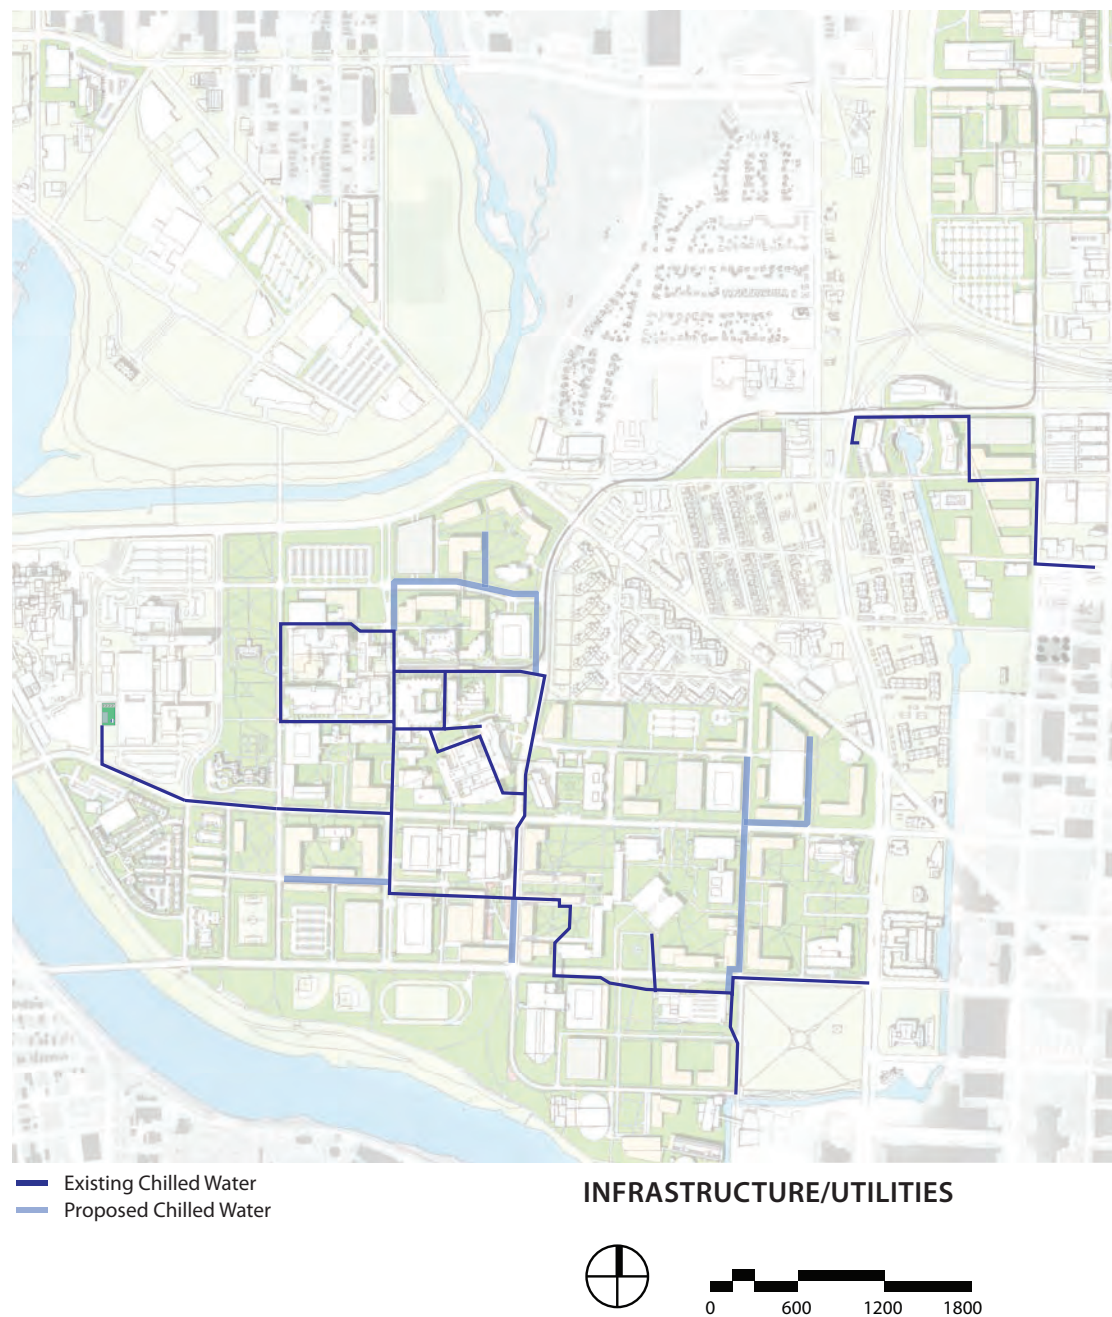 Existing Chilled Water
Proposed Chilled Water
INFRASTRUCTURE/UTILITIES
0 600 1200 1800